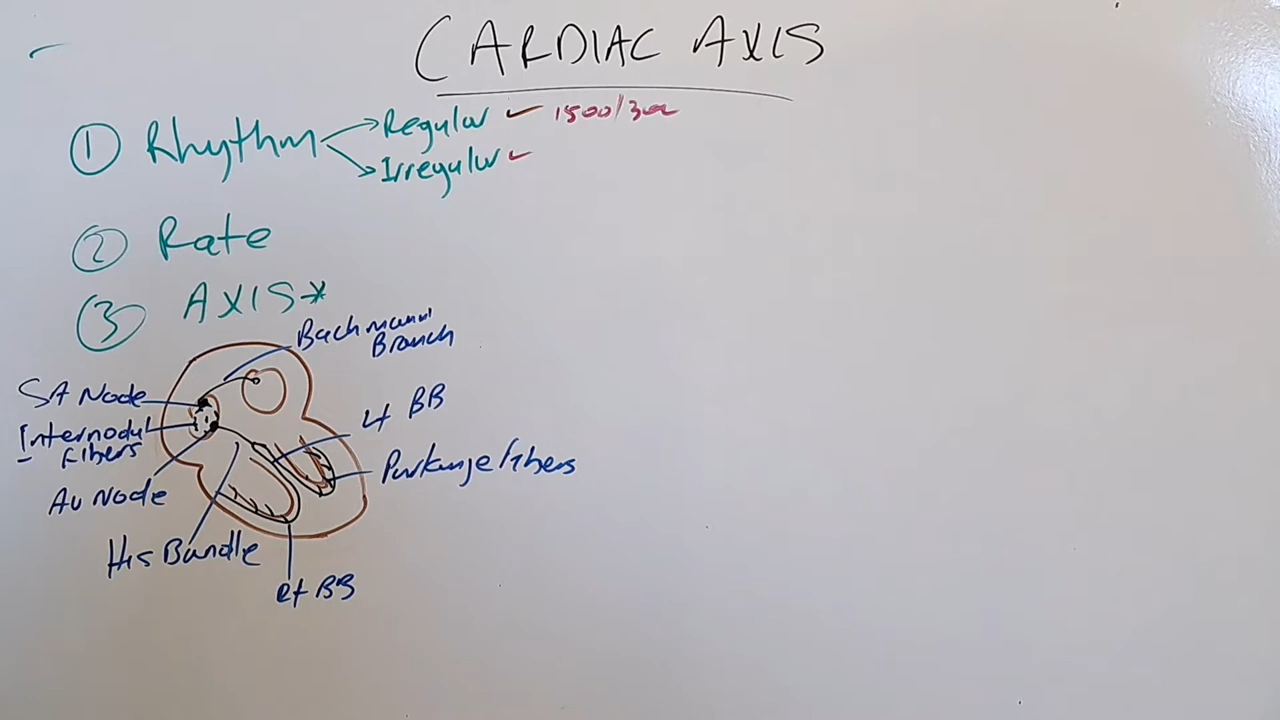 CARDIAC AXIS
① Rhythm
Regular ✓ 1500/300
Irregular ✓
② Rate
③ AXIS*
Bachmann
Branch
SA Node
Internodul
Fibers
AV Node
His Bundle
Lt BB
Purkunje fibers
Rt BB